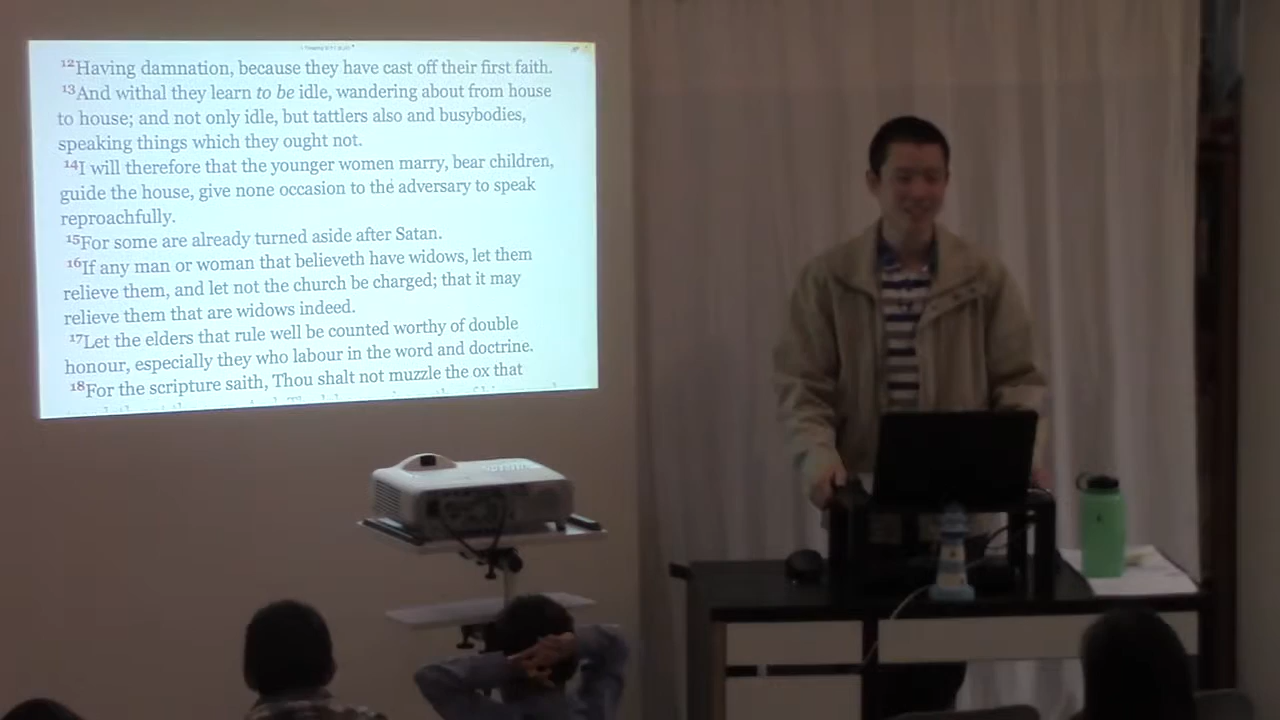 12Having damnation, because they have cast off their first faith.
13And withal they learn to be idle, wandering about from house
to house; and not only idle, but tattlers also and busybodies,
speaking things which they ought not.
14I will therefore that the younger women marry, bear children,
guide the house, give none occasion to the adversary to speak
reproachfully.
15For some are already turned aside after Satan.
16If any man or woman that believeth have widows, let them
relieve them, and let not the church be charged; that it may
relieve them that are widows indeed.
17Let the elders that rule well be counted worthy of double
honour, especially they who labour in the word and doctrine.
18For the scripture saith, Thou shalt not muzzle the ox that